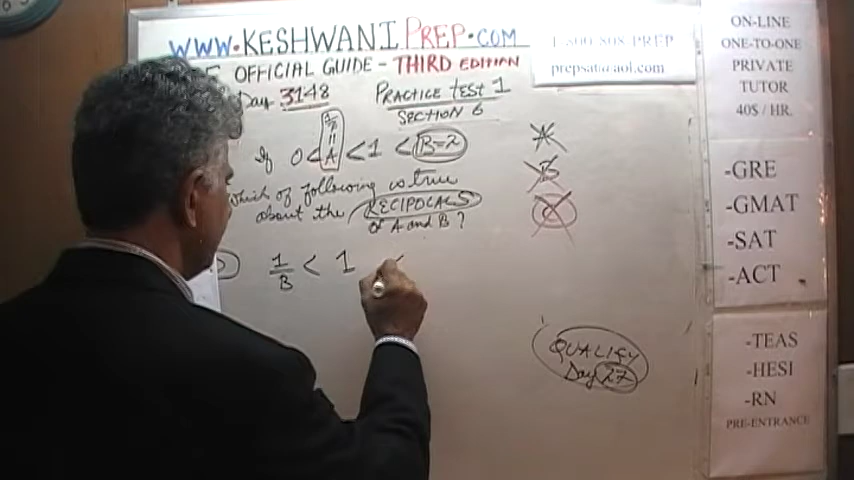 WWW.KESHWANI PREP.COM
OFFICIAL GUIDE - THIRD EDITION
prepsat@aol.com
Day 3148 PRACTICE TEST 1
SECTION 6
If 0 < A < 1 < B=2
which of following is true
about the RECIPOCALS
of A and B?
A
B
C
D
1/B < 1 <
QUALIFY
Day 27
ON-LINE
ONE-TO-ONE
PRIVATE
TUTOR
40$ / HR.
-GRE
-GMAT
-SAT
-ACT
-TEAS
-HESI
-RN
PRE-ENTRANCE